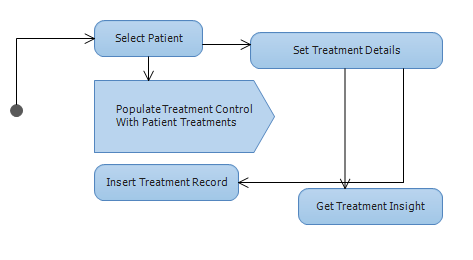 Select Patient
Set Treatment Details
Populate Treatment Control
With Patient Treatments
Insert Treatment Record
Get Treatment Insight